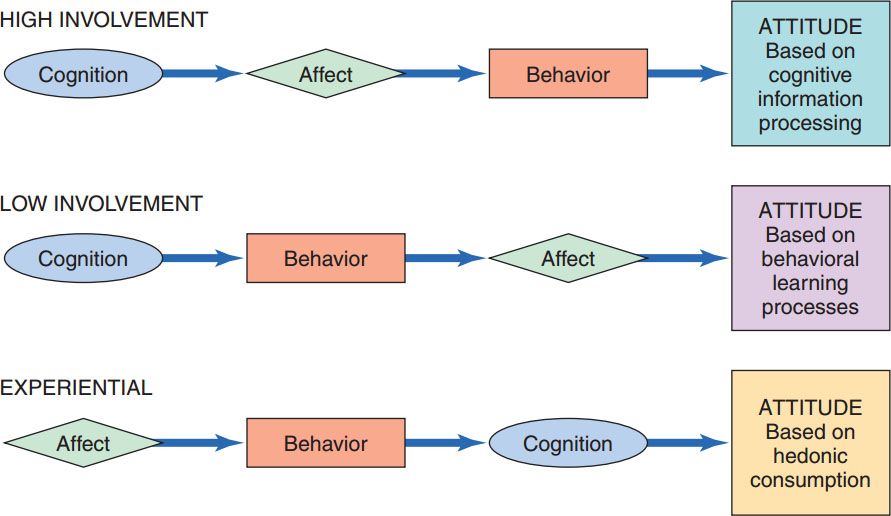 HIGH INVOLVEMENT
Cognition
Affect
Behavior
ATTITUDE
Based on
cognitive
information
processing
LOW INVOLVEMENT
Cognition
Behavior
Affect
ATTITUDE
Based on
behavioral
learning
processes
EXPERIENTIAL
Affect
Behavior
Cognition
ATTITUDE
Based on
hedonic
consumption